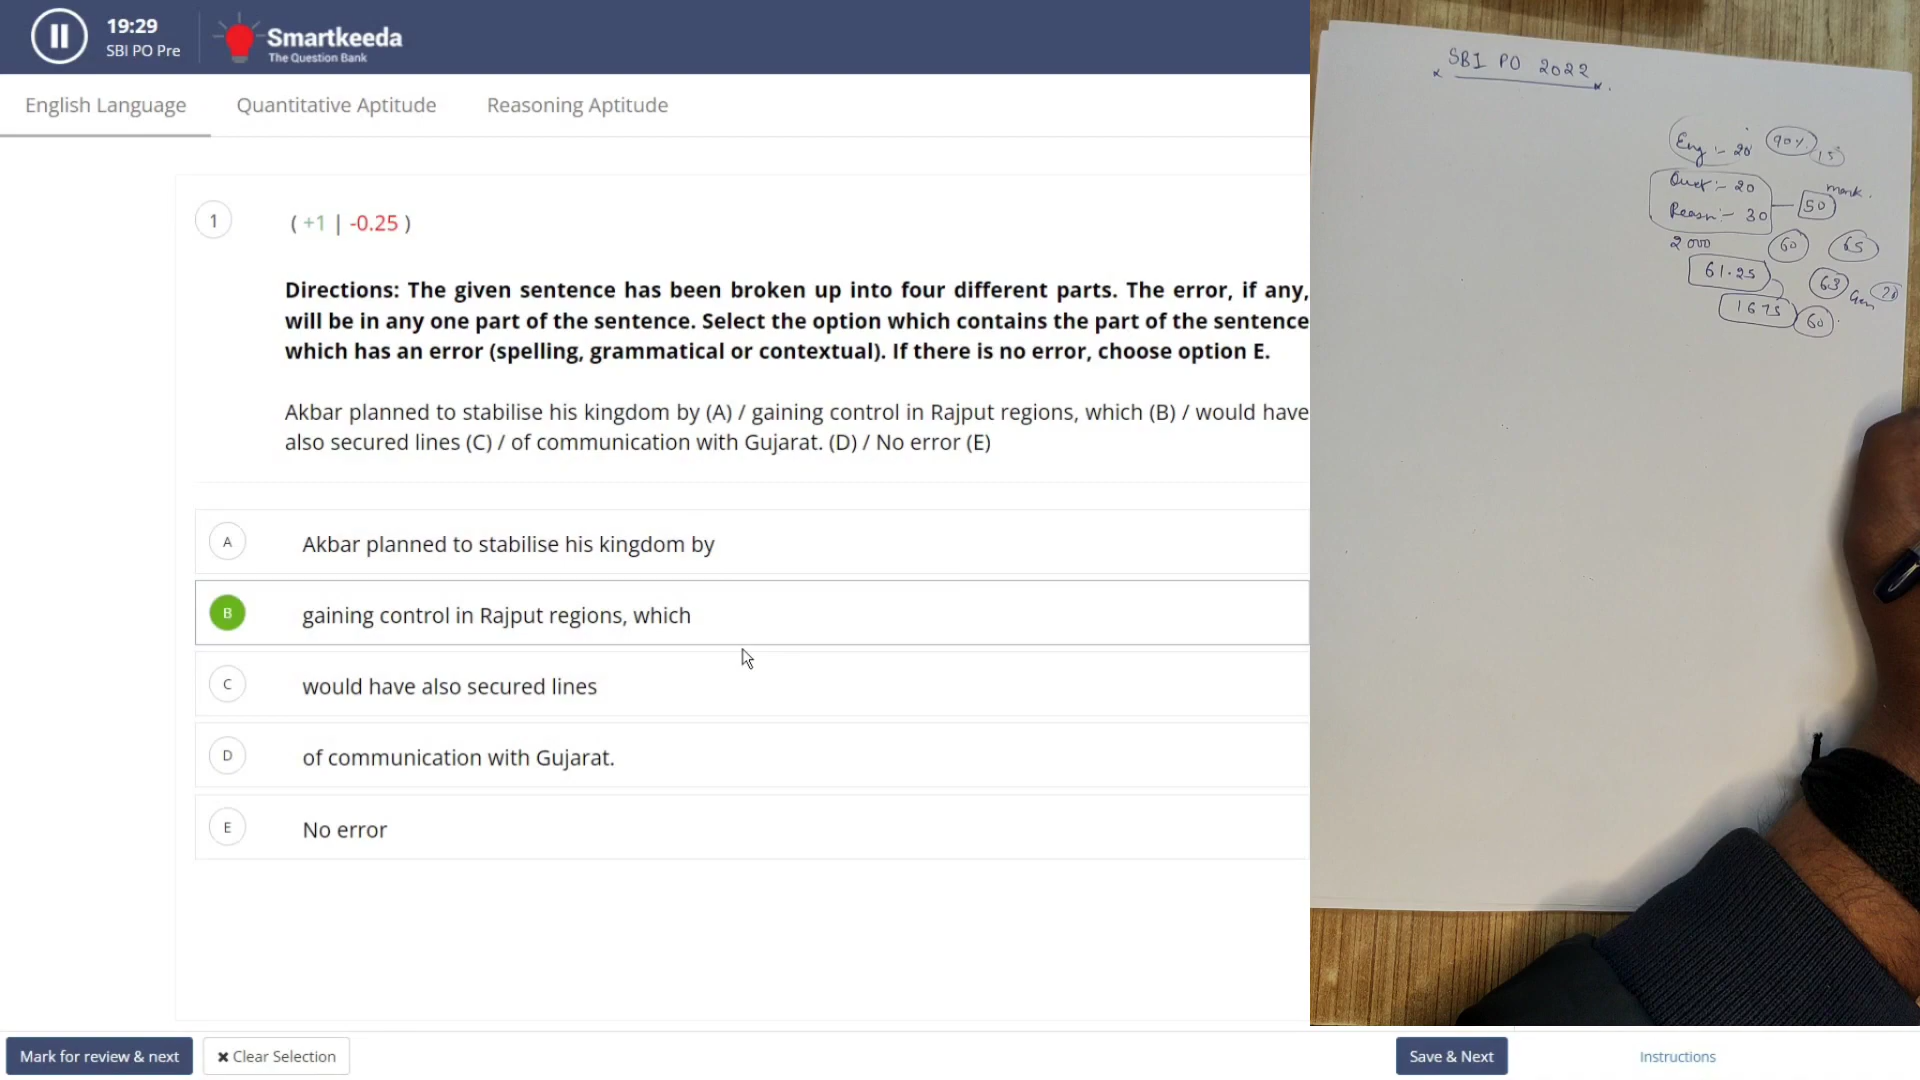 19:29
SBI PO Pre
Smartkeeda
The Question Bank
English Language
Quantitative Aptitude
Reasoning Aptitude
1
( +1 | -0.25 )
Directions: The given sentence has been broken up into four different parts. The error, if any,
will be in any one part of the sentence. Select the option which contains the part of the sentence
which has an error (spelling, grammatical or contextual). If there is no error, choose option E.
Akbar planned to stabilise his kingdom by (A) / gaining control in Rajput regions, which (B) / would have
also secured lines (C) / of communication with Gujarat. (D) / No error (E)
A Akbar planned to stabilise his kingdom by
B gaining control in Rajput regions, which
C would have also secured lines
D of communication with Gujarat.
E No error
Mark for review & next
✖ Clear Selection
Save & Next
Instructions
SBI PO 2022
Eng :- 20 90% 15
Quet :- 20
mark.
Reasn :- 30 50
2000 60 65
61.25 63
1675 60